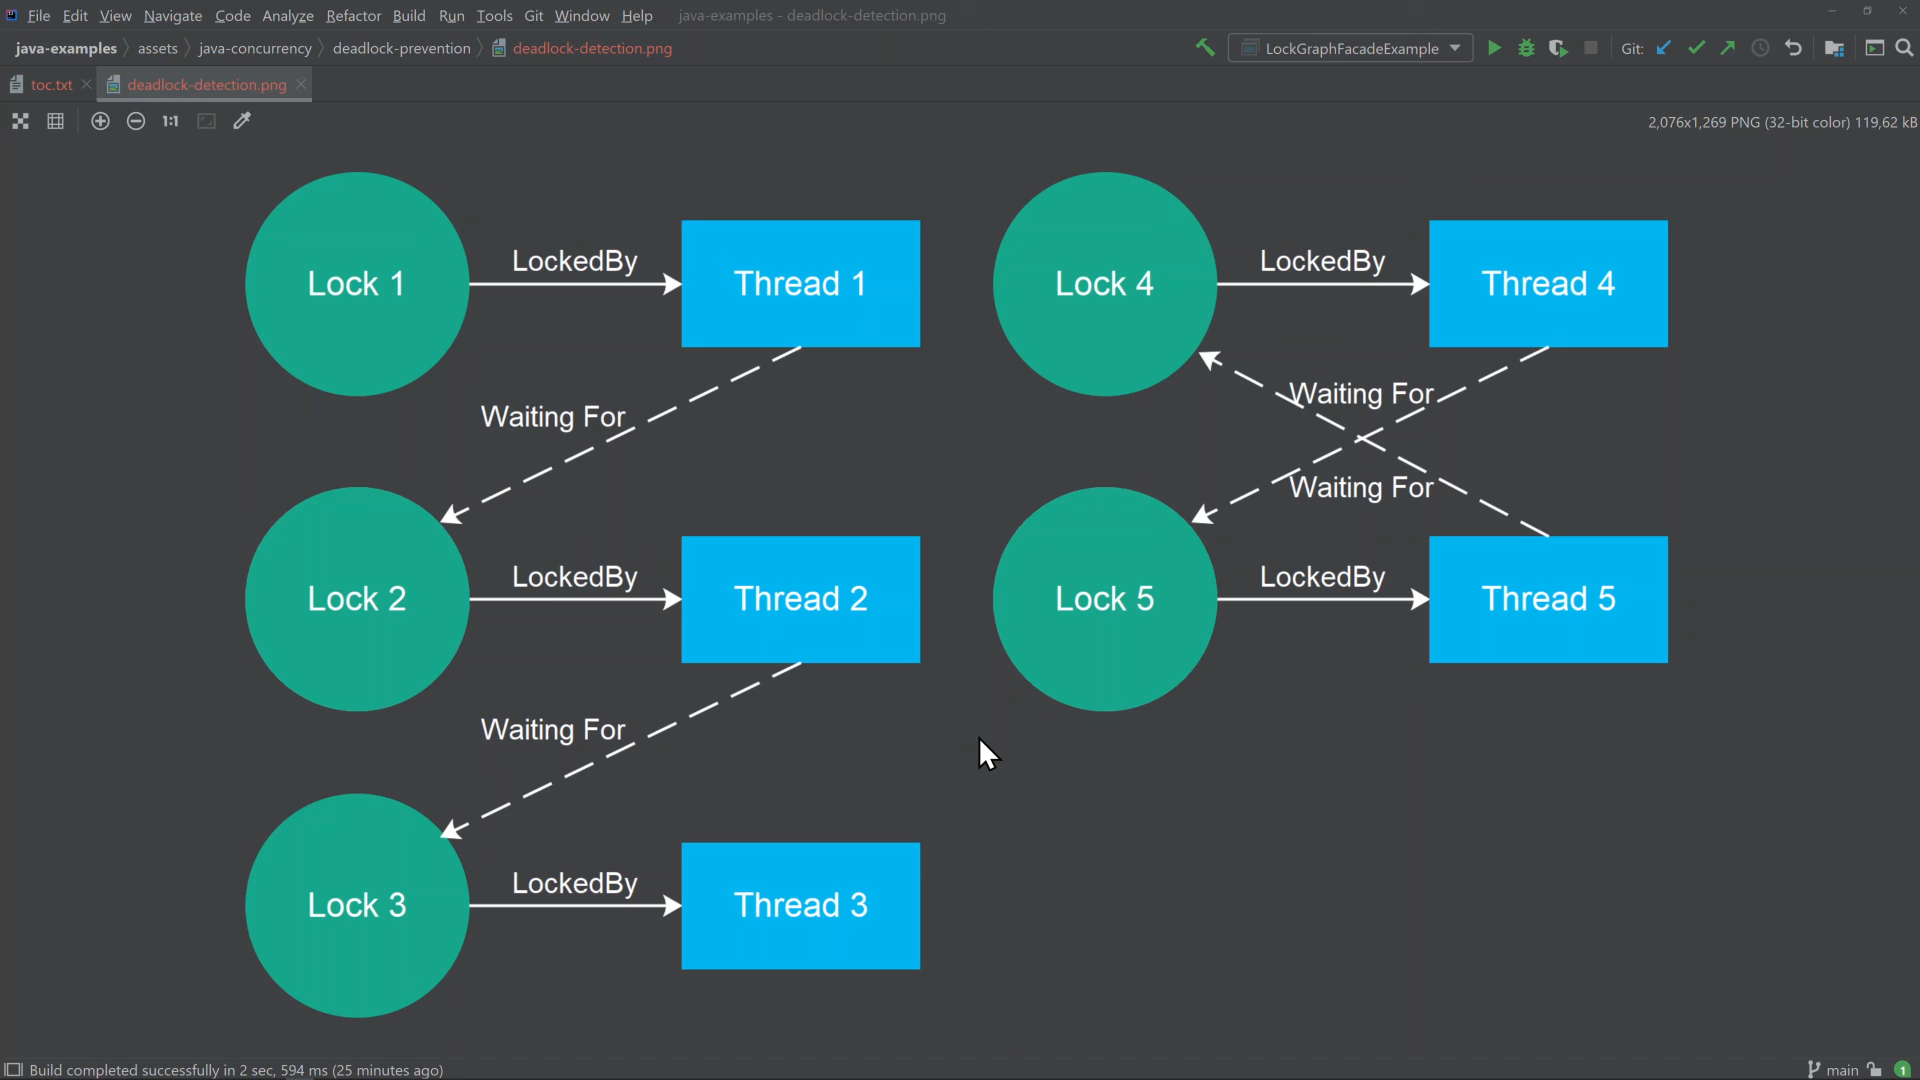 File Edit View Navigate Code Analyze Refactor Build Run Tools Git Window Help java-examples - deadlock-detection.png
java-examples assets java-concurrency deadlock-prevention deadlock-detection.png LockGraphFacadeExample Git:
toc.txt deadlock-detection.png
1:1 2,076x1,269 PNG (32-bit color) 119,62 kB
Lock 1 LockedBy Thread 1
Waiting For
Lock 2 LockedBy Thread 2
Waiting For
Lock 3 LockedBy Thread 3
Lock 4 LockedBy Thread 4
Waiting For
Waiting For
Lock 5 LockedBy Thread 5
Build completed successfully in 2 sec, 594 ms (25 minutes ago) main 1